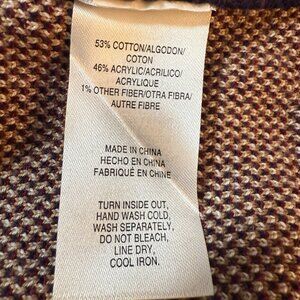 53% COTTON/ALGODON/
COTON
46% ACRYLIC/ACRILICO/
ACRYLIQUE
1% OTHER FIBER/OTRA FIBRA/
AUTRE FIBRE
MADE IN CHINA
HECHO EN CHINA
FABRIQUÉ EN CHINE
TURN INSIDE OUT,
HAND WASH COLD,
WASH SEPARATELY,
DO NOT BLEACH,
LINE DRY,
COOL IRON.